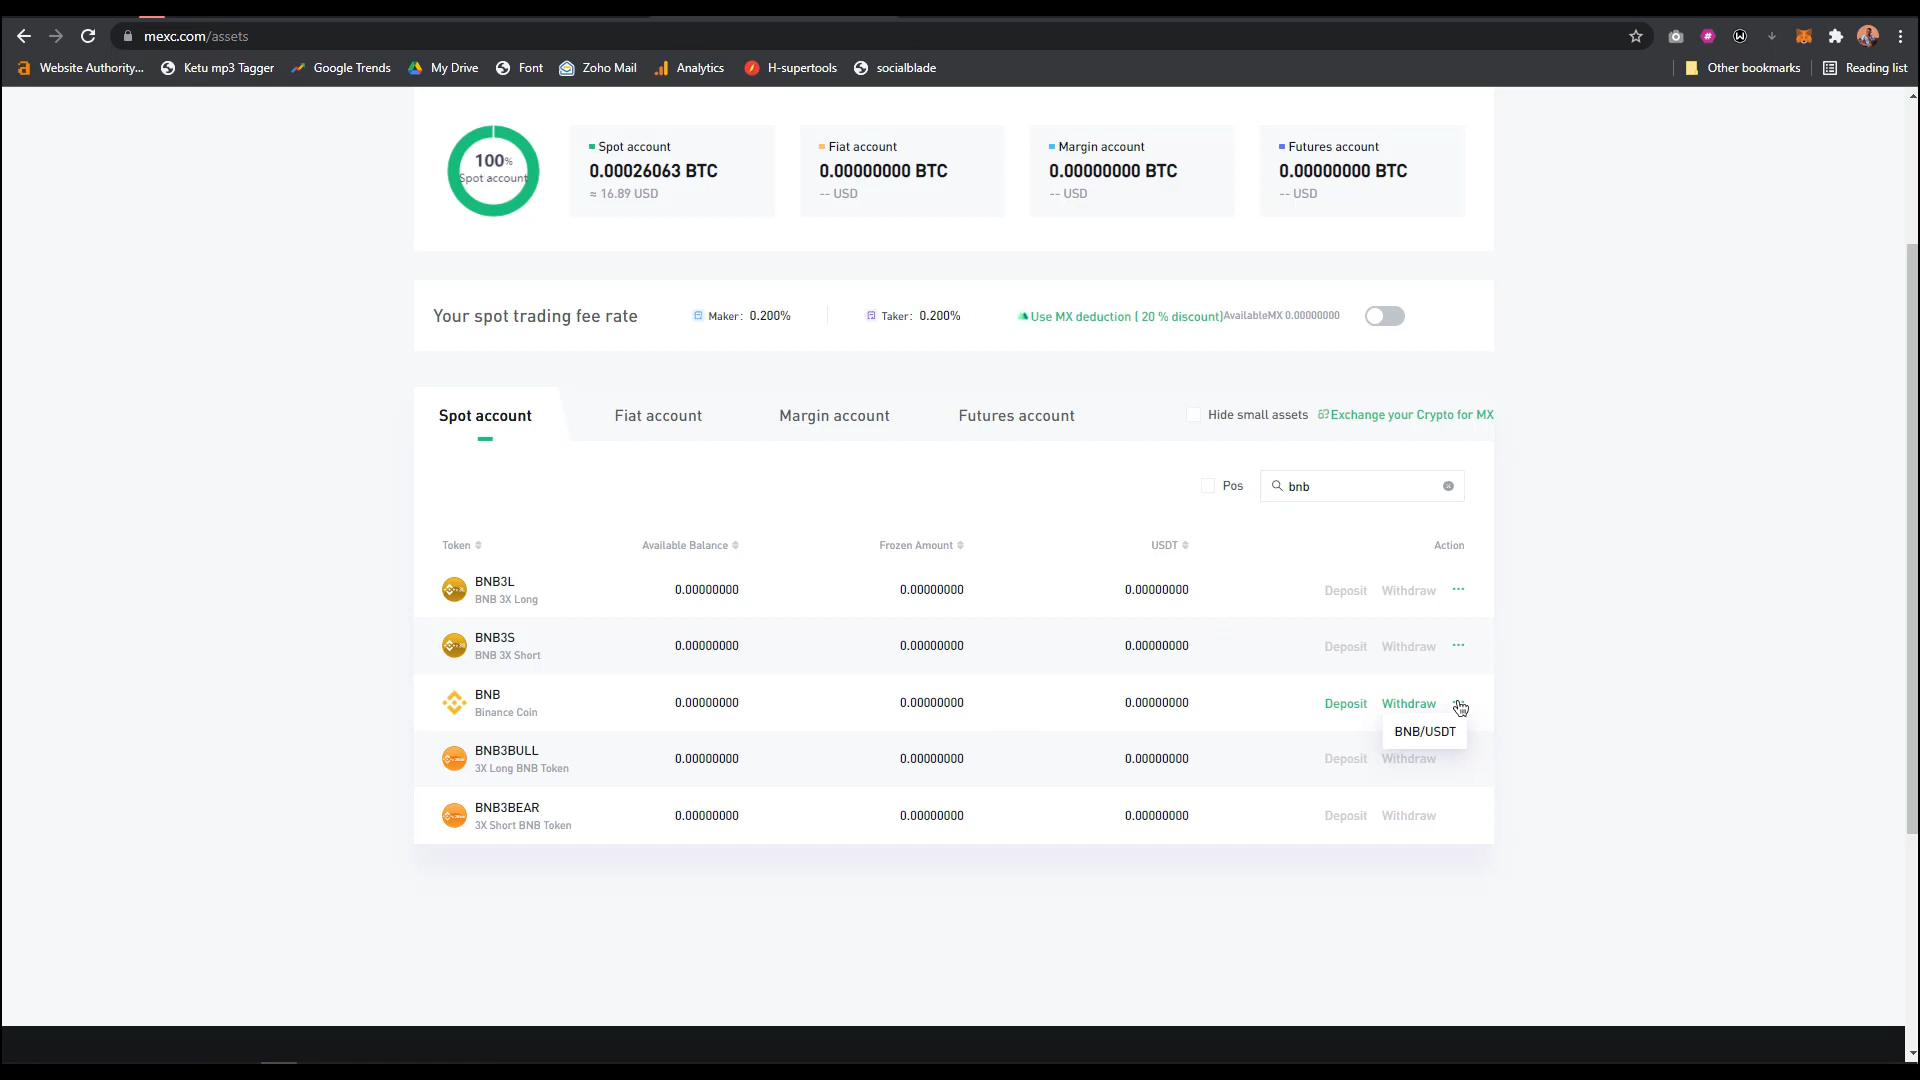 mexc.com/assets
Website Authority... Ketu mp3 Tagger Google Trends My Drive Font Zoho Mail Analytics H-supertools socialblade Other bookmarks Reading list
100%
Spot account
Spot account
0.00026063 BTC
≈ 16.89 USD
Fiat account
0.00000000 BTC
-- USD
Margin account
0.00000000 BTC
-- USD
Futures account
0.00000000 BTC
-- USD
Your spot trading fee rate Maker: 0.200% Taker: 0.200% Use MX deduction ( 20 % discount)AvailableMX 0.00000000
Spot account Fiat account Margin account Futures account Hide small assets Exchange your Crypto for MX
Pos bnb
Token Available Balance Frozen Amount USDT Action
BNB3L
BNB 3X Long
0.00000000 0.00000000 0.00000000 Deposit Withdraw ...
BNB3S
BNB 3X Short
0.00000000 0.00000000 0.00000000 Deposit Withdraw ...
BNB
Binance Coin
0.00000000 0.00000000 0.00000000 Deposit Withdraw
BNB/USDT
BNB3BULL
3X Long BNB Token
0.00000000 0.00000000 0.00000000 Deposit Withdraw
BNB3BEAR
3X Short BNB Token
0.00000000 0.00000000 0.00000000 Deposit Withdraw